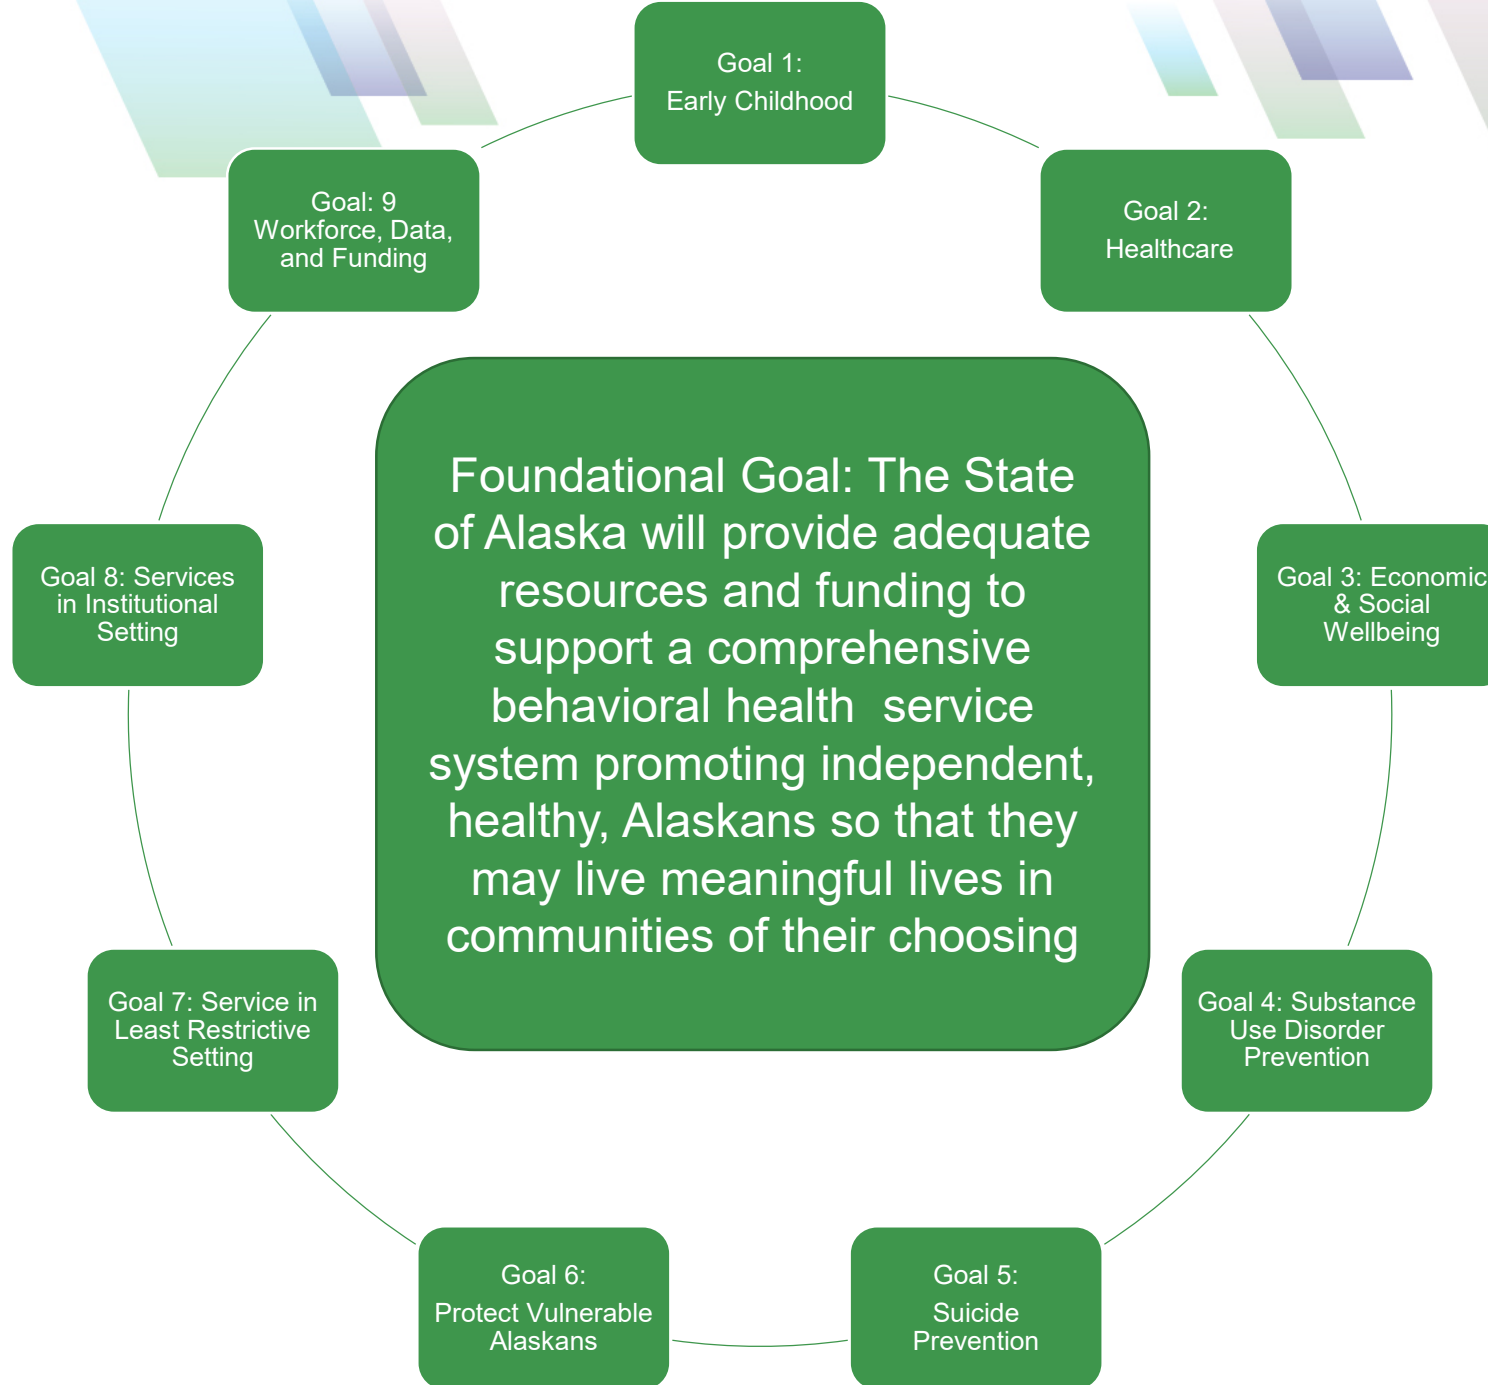 Goal 1:
Early Childhood
Goal 2:
Healthcare
Goal 3: Economic
& Social
Wellbeing
Goal 4: Substance
Use Disorder
Prevention
Goal 5:
Suicide
Prevention
Goal 6:
Protect Vulnerable
Alaskans
Goal 7: Service in
Least Restrictive
Setting
Goal 8: Services
in Institutional
Setting
Goal: 9
Workforce, Data,
and Funding
Foundational Goal: The State
of Alaska will provide adequate
resources and funding to
support a comprehensive
behavioral health  service
system promoting independent,
healthy, Alaskans so that they
may live meaningful lives in
communities of their choosing